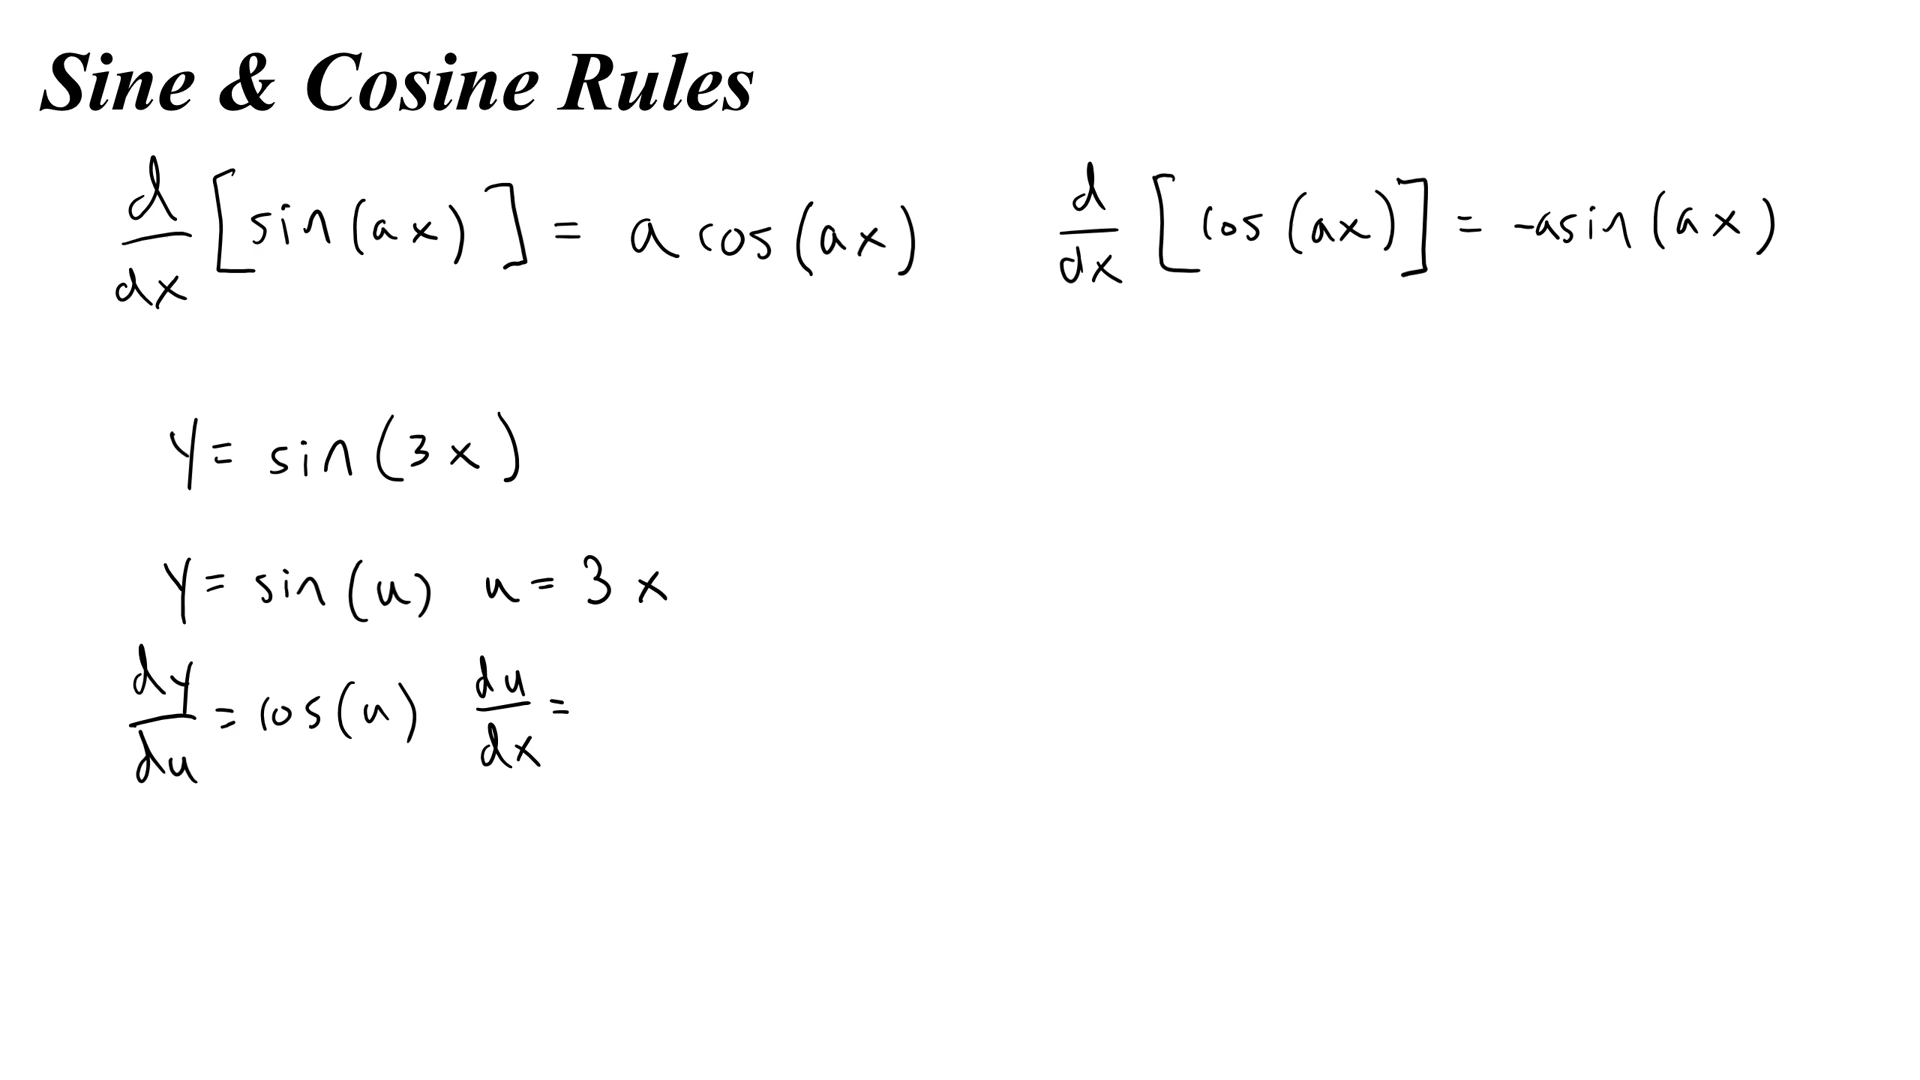 Sine & Cosine Rules
d/dx [sin(ax)] = a cos(ax)
d/dx [cos(ax)] = -asin(ax)
y = sin(3x)
y = sin(u) u = 3x
dy/du = cos(u) du/dx =